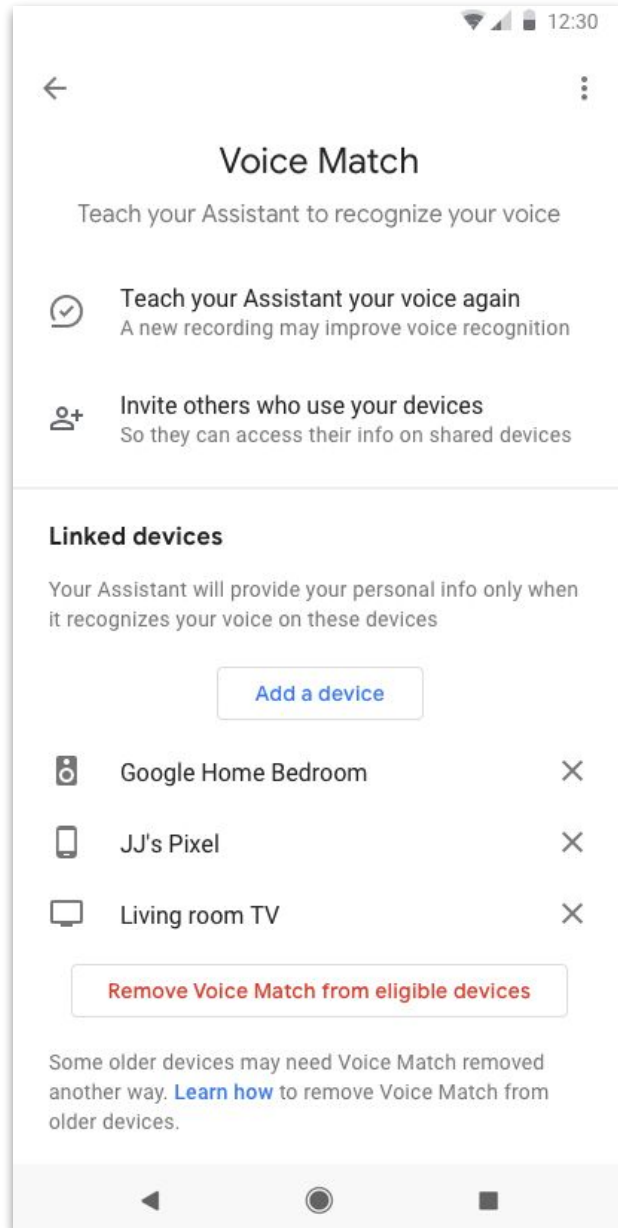 12:30
Voice Match
Teach your Assistant to recognize your voice
Teach your Assistant your voice again
A new recording may improve voice recognition
Invite others who use your devices
So they can access their info on shared devices
Linked devices
Your Assistant will provide your personal info only when
it recognizes your voice on these devices
Add a device
Google Home Bedroom
JJ's Pixel
Living room TV
Remove Voice Match from eligible devices
Some older devices may need Voice Match removed
another way. Learn how to remove Voice Match from
older devices.